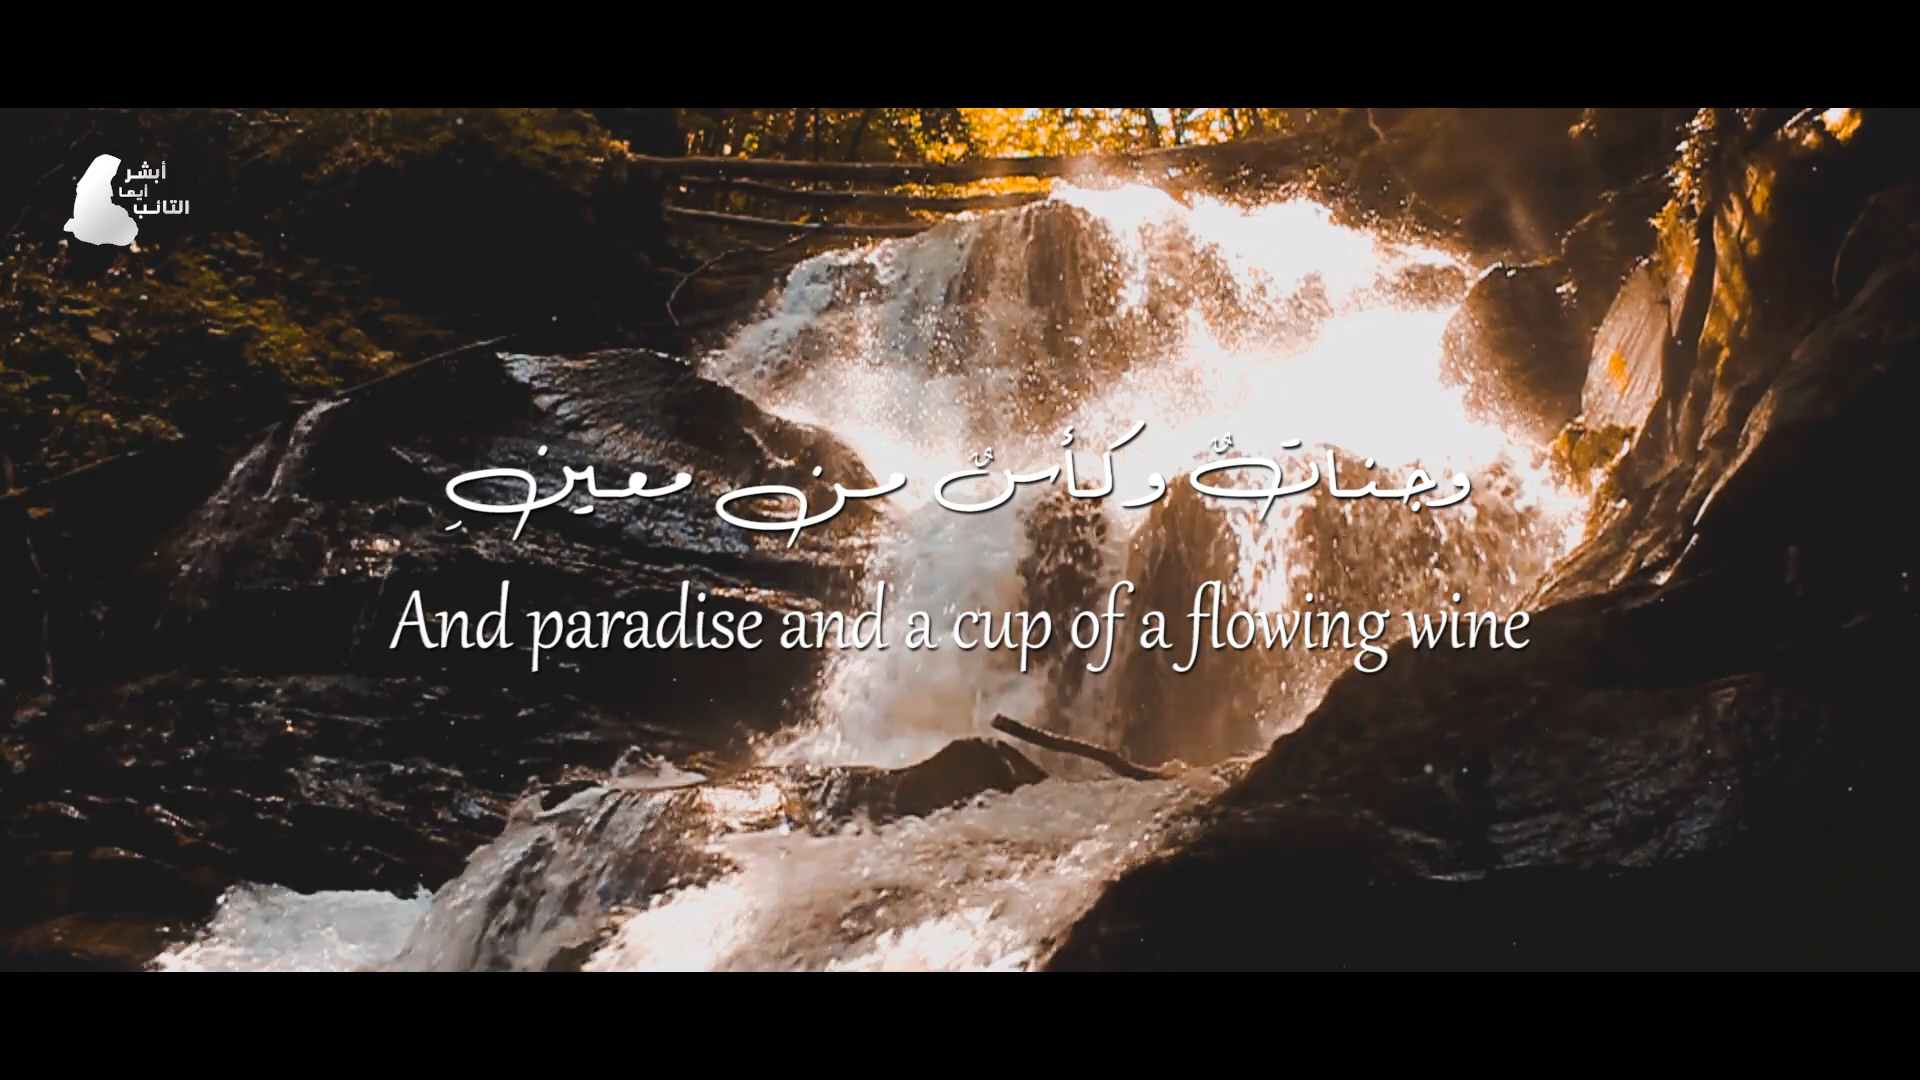 أبشر
أيها
التائب
وجناتٌ وكأسٌ من معينِ
And paradise and a cup of a flowing wine